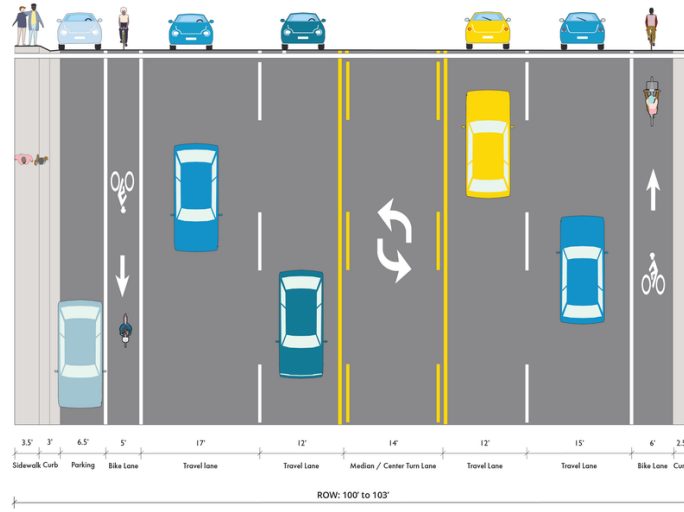 3.5' 3' 6.5' 5' 17' 12' 14' 12' 15' 6'
Sidewalk Curb Parking Bike Lane Travel lane Travel Lane Median / Center Turn Lane Travel Lane Travel Lane Bike Lane
ROW: 100' to 103'